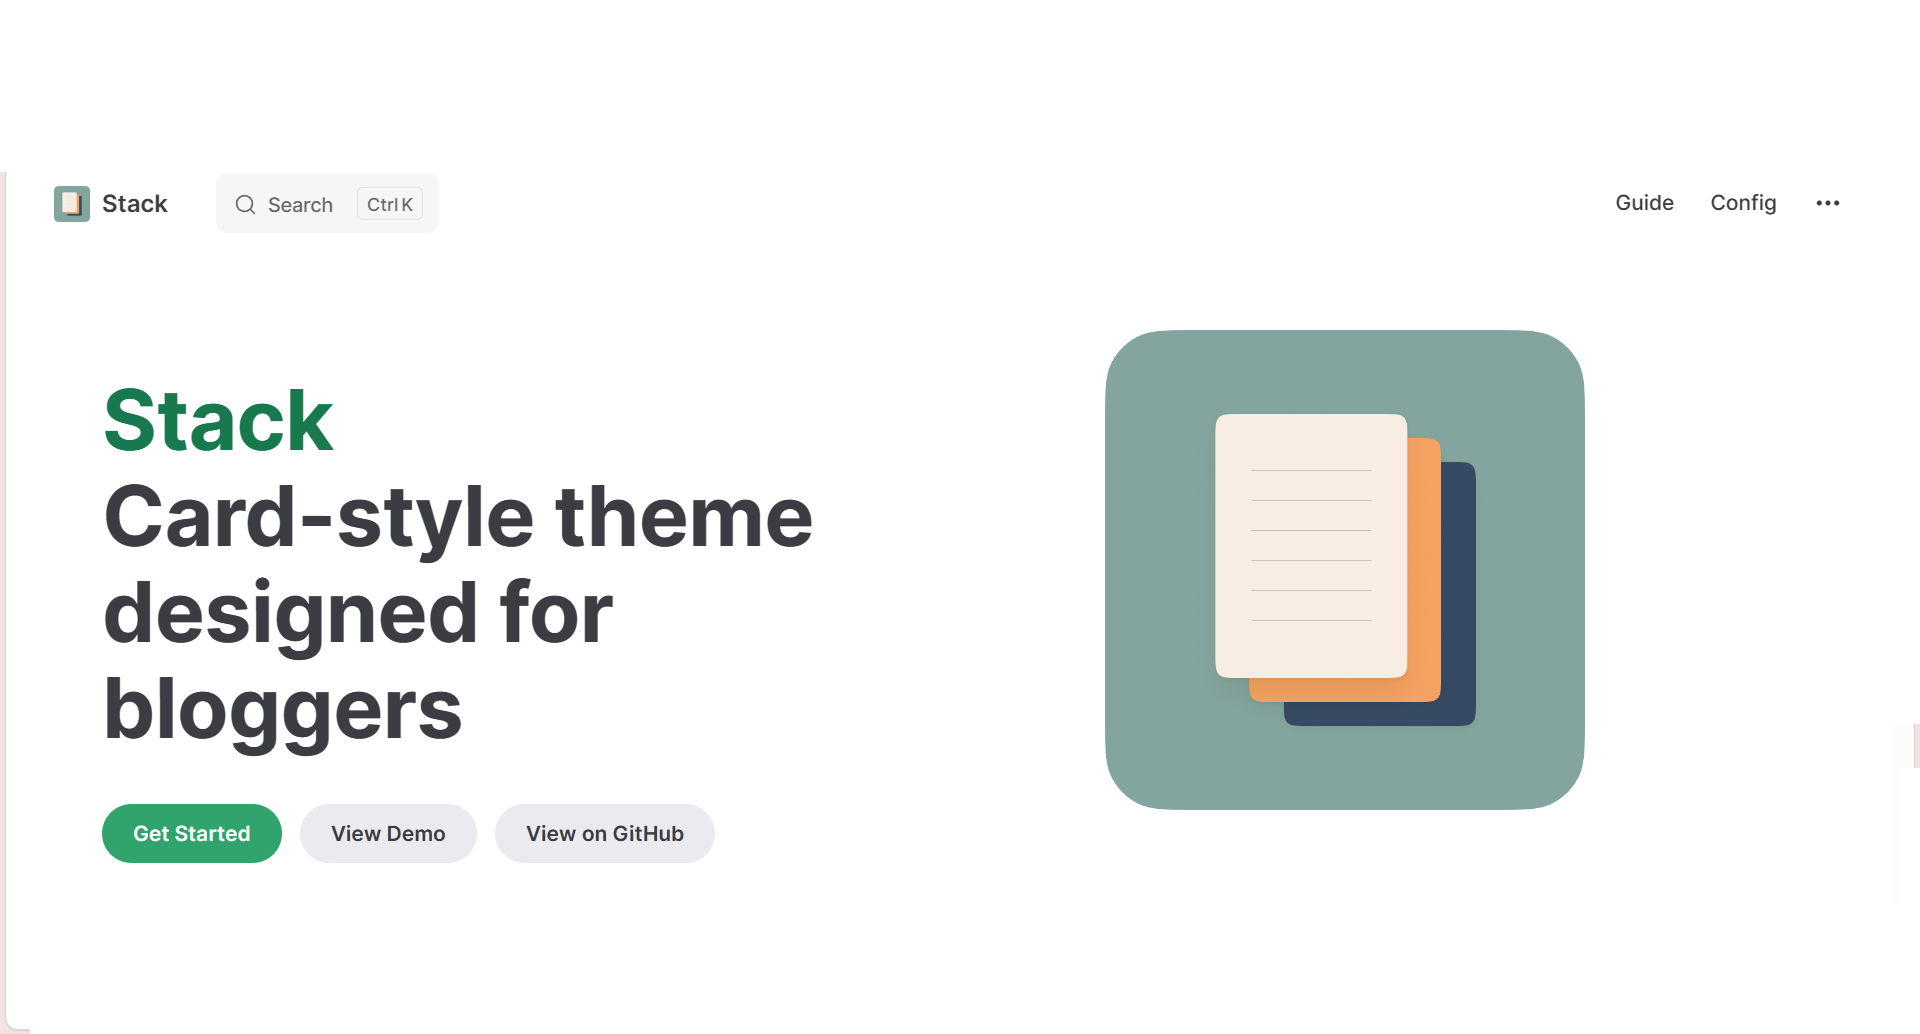 Stack
Search Ctrl K
Guide Config
Stack
Card-style theme
designed for
bloggers
Get Started View Demo View on GitHub